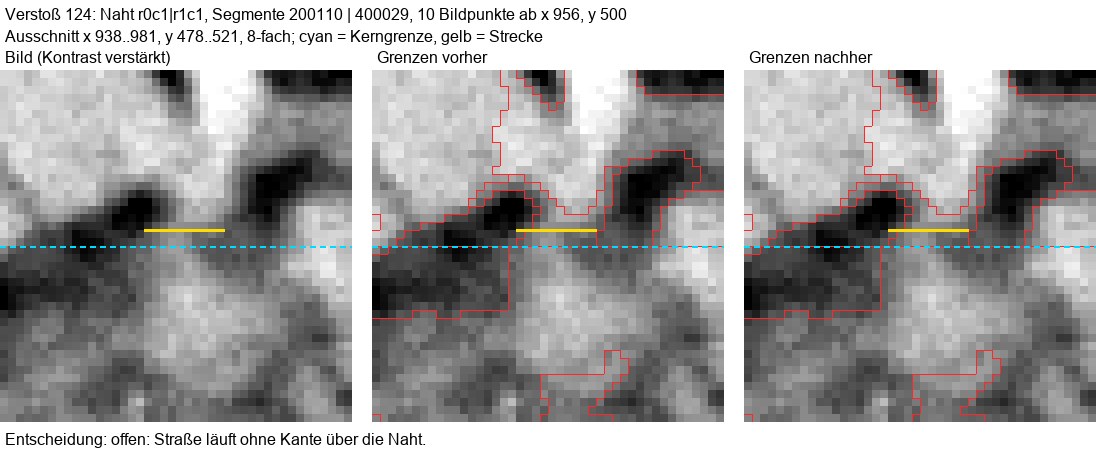 Verstoß 124: Naht r0c1|r1c1, Segmente 200110 | 400029, 10 Bildpunkte ab x 956, y 500
Ausschnitt x 938..981, y 478..521, 8-fach; cyan = Kerngrenze, gelb = Strecke
Bild (Kontrast verstärkt)
Grenzen vorher
Grenzen nachher
Entscheidung: offen: Straße läuft ohne Kante über die Naht.